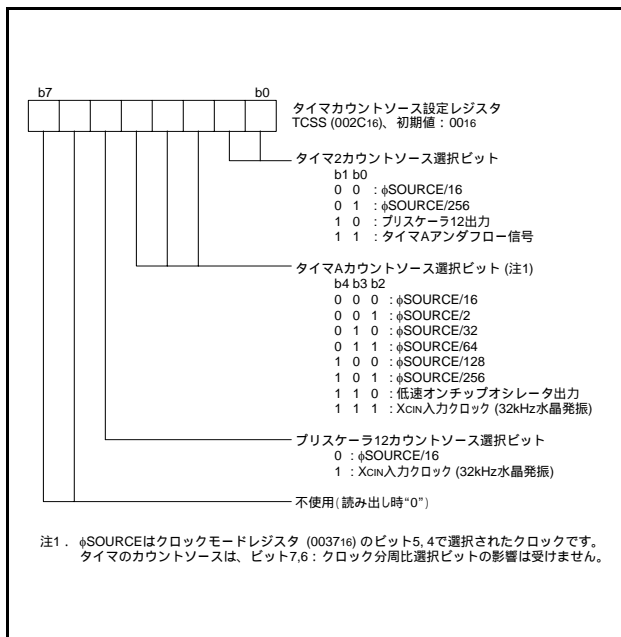 b7 b0
タイマカウントソース設定レジスタ
TCSS (002C16)、初期値：0016
タイマ2カウントソース選択ビット
b1 b0
0 0 : φSOURCE/16
0 1 : φSOURCE/256
1 0 : プリスケーラ12出力
1 1 : タイマAアンダフロー信号
タイマAカウントソース選択ビット (注1)
b4 b3 b2
0 0 0 : φSOURCE/16
0 0 1 : φSOURCE/2
0 1 0 : φSOURCE/32
0 1 1 : φSOURCE/64
1 0 0 : φSOURCE/128
1 0 1 : φSOURCE/256
1 1 0 : 低速オンチップオシレータ出力
1 1 1 : XCIN入力クロック (32kHz水晶発振)
プリスケーラ12カウントソース選択ビット
0 : φSOURCE/16
1 : XCIN入力クロック (32kHz水晶発振)
不使用(読み出し時“0”)
注1． φSOURCEはクロックモードレジスタ (003716) のビット5, 4で選択されたクロックです。
タイマのカウントソースは、ビット7,6：クロック分周比選択ビットの影響は受けません。